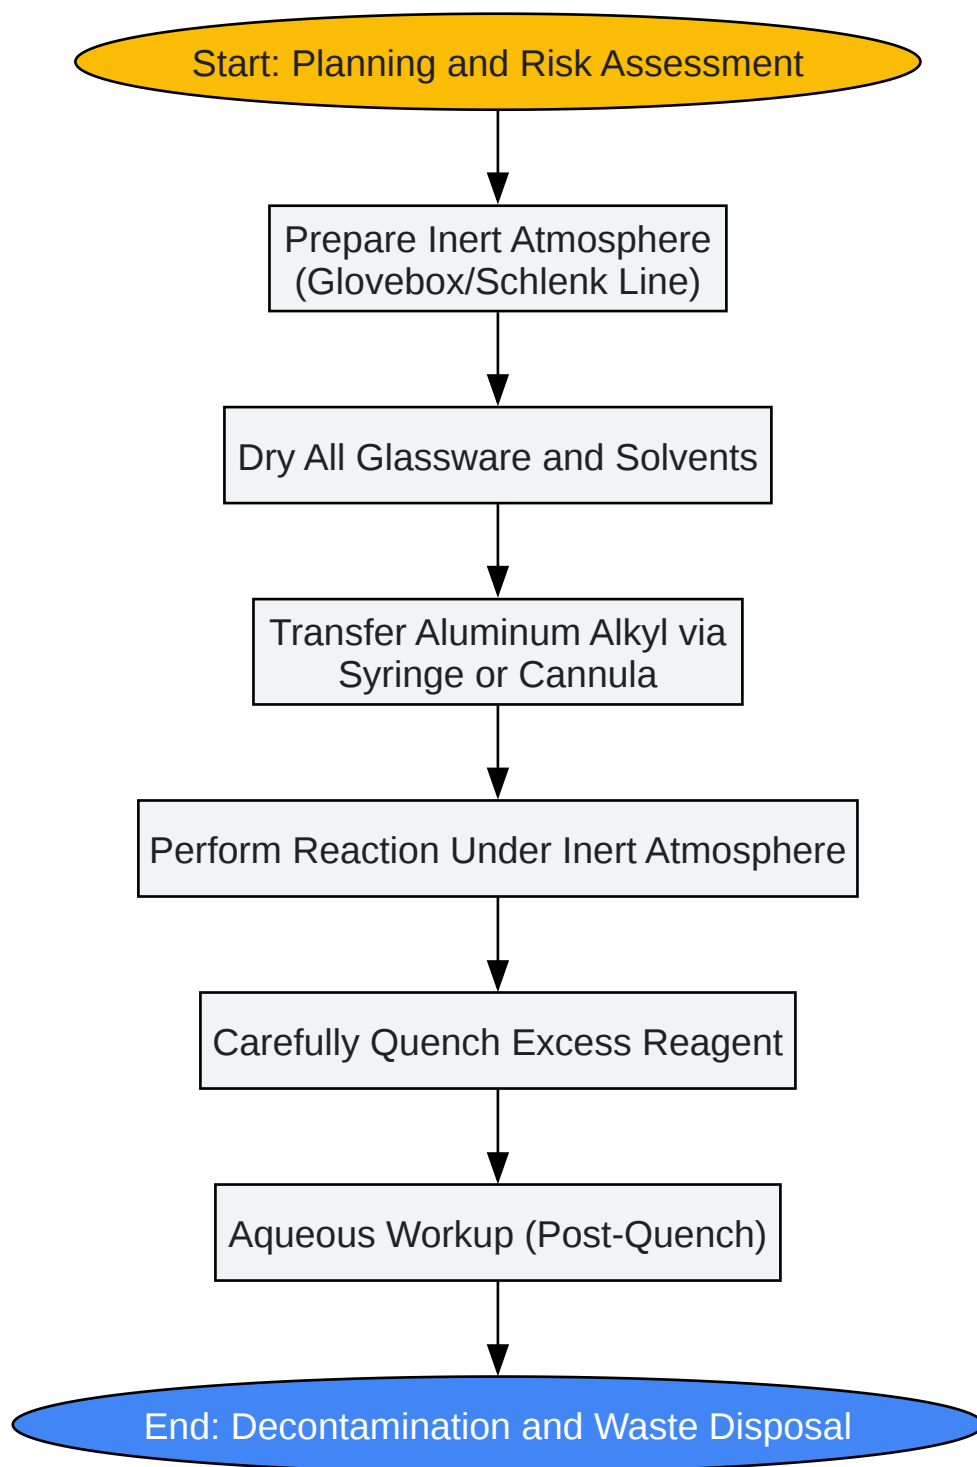 Start: Planning and Risk Assessment
Prepare Inert Atmosphere
(Glovebox/Schlenk Line)
Dry All Glassware and Solvents
Transfer Aluminum Alkyl via
Syringe or Cannula
Perform Reaction Under Inert Atmosphere
Carefully Quench Excess Reagent
Aqueous Workup (Post-Quench)
End: Decontamination and Waste Disposal